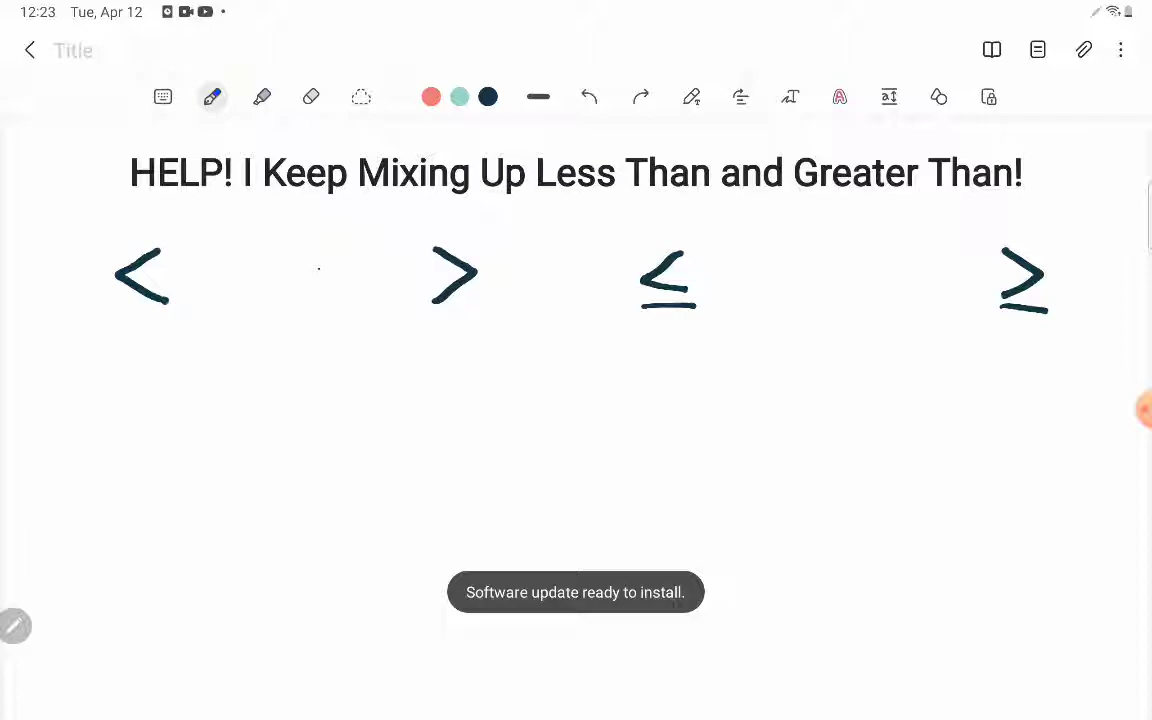 12:23 Tue, Apr 12
Title
HELP! I Keep Mixing Up Less Than and Greater Than!
< > ≤ ≥
Software update ready to install.